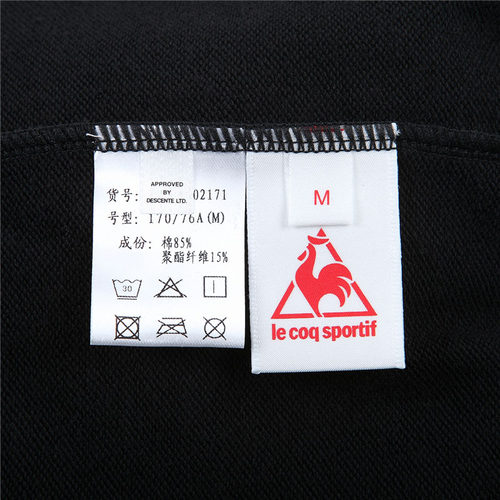 货号: APPROVED BY DESCENTE LTD. 02171
号型: 170/76A(M)
成份: 棉85%
聚酯纤维15%
30
M
le coq sportif